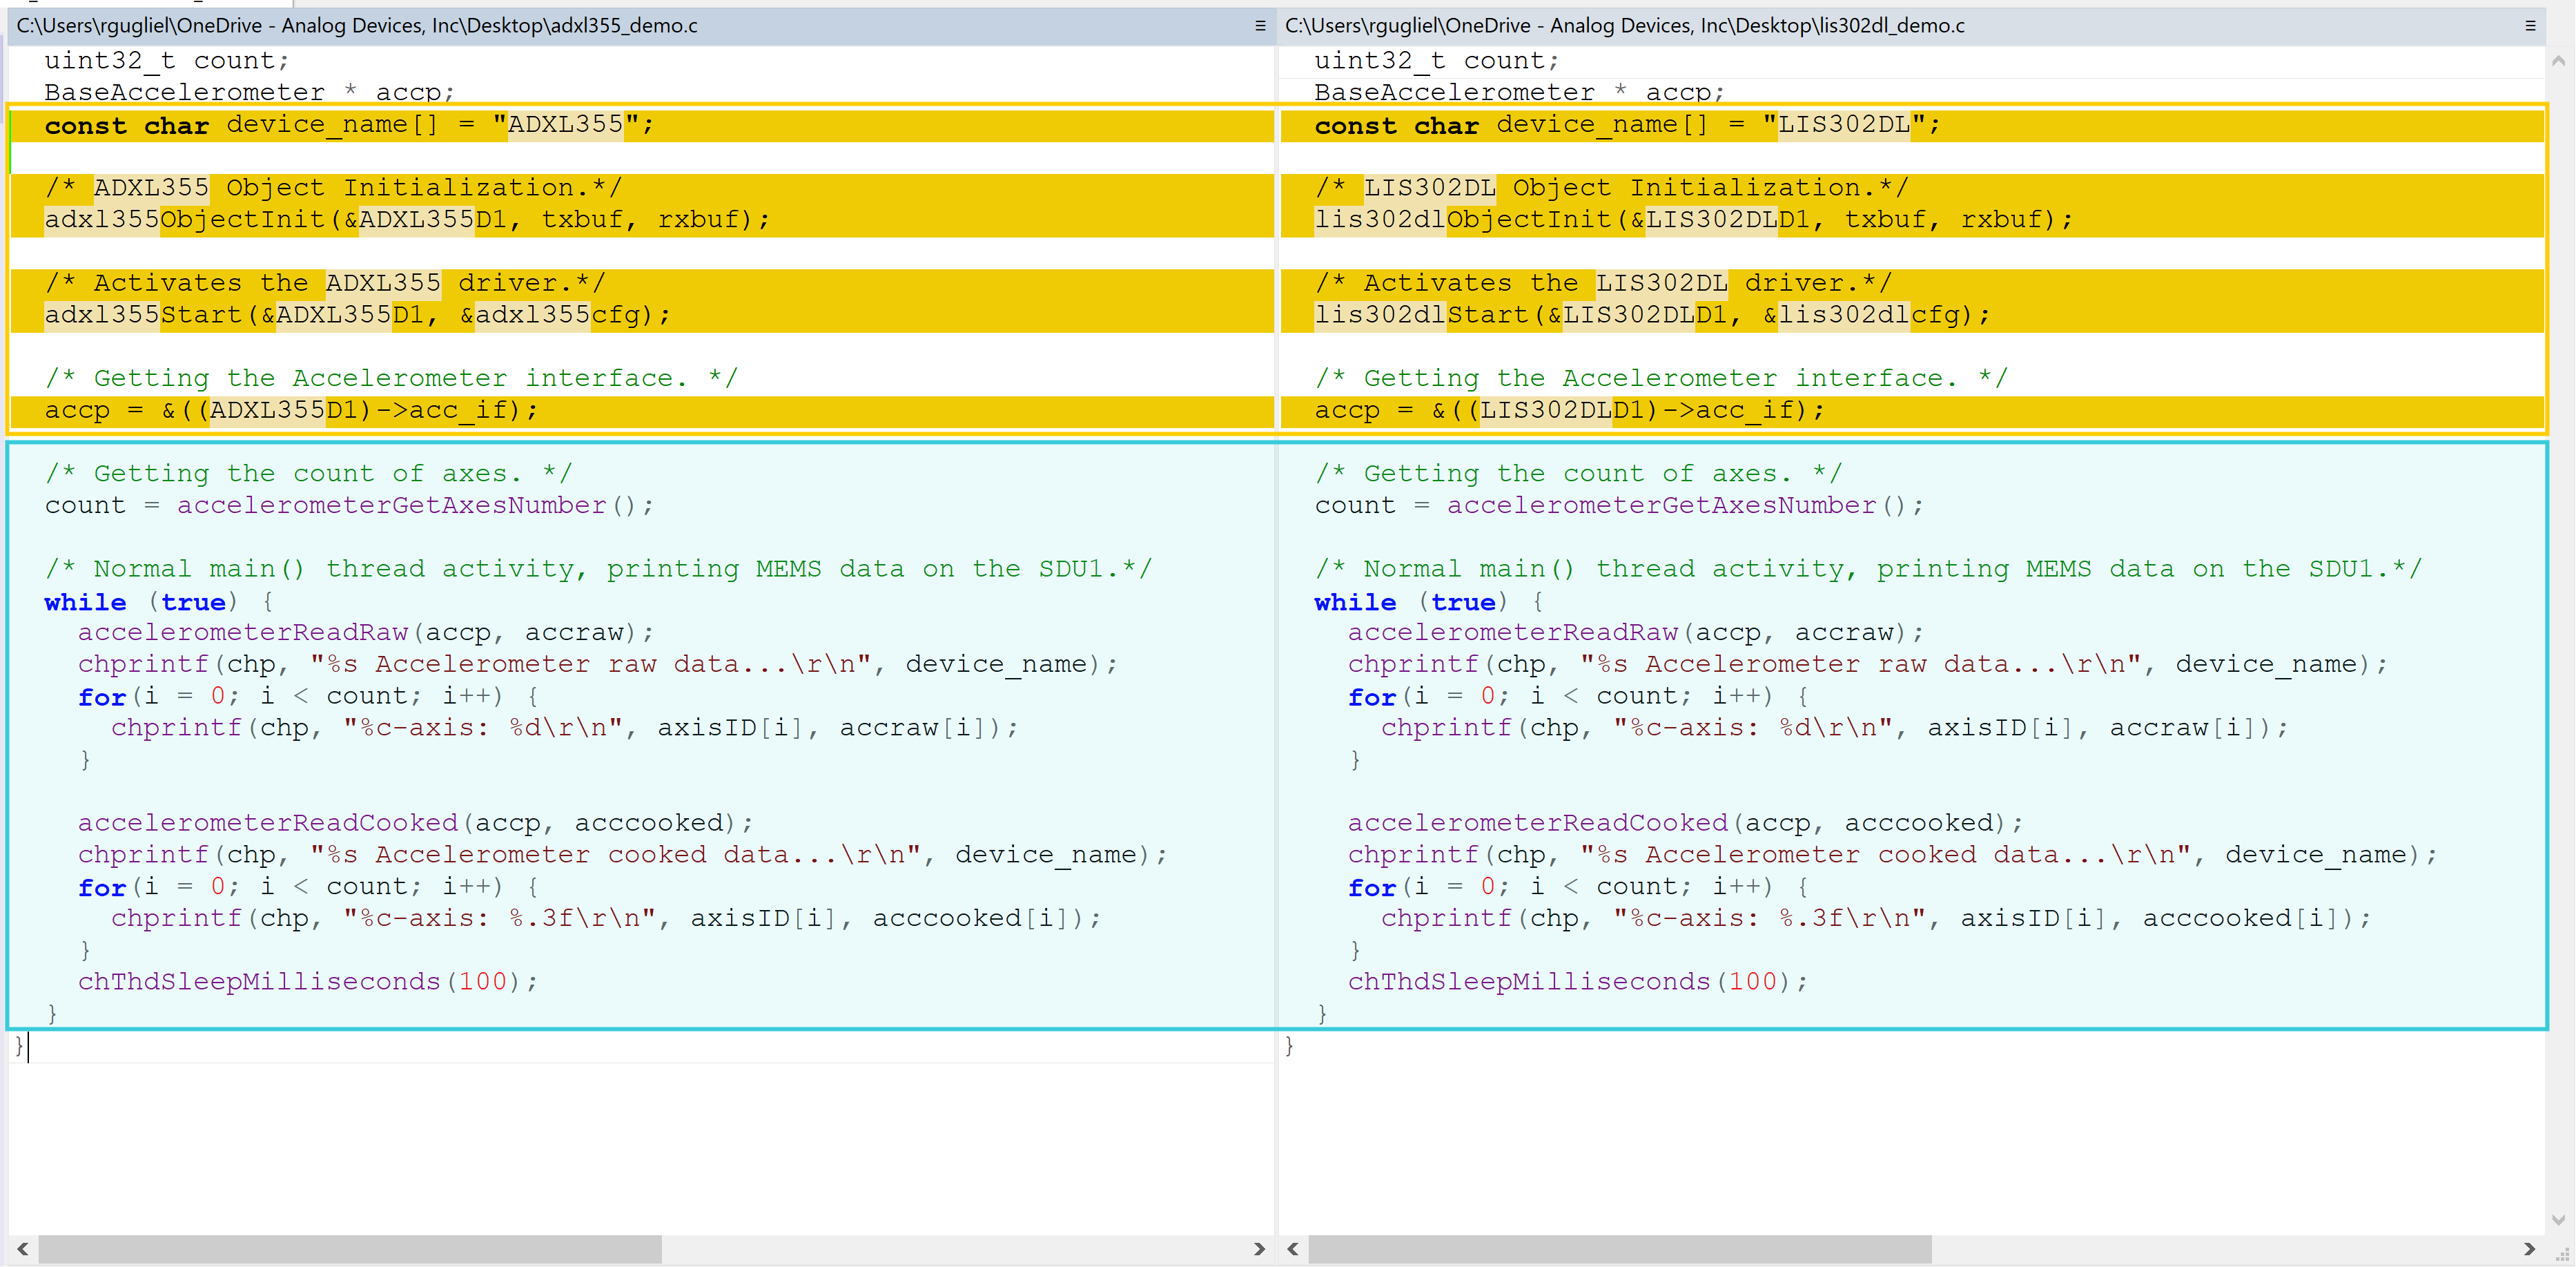 C:\Users\rgugliel\OneDrive - Analog Devices, Inc\Desktop\adxl355_demo.c
uint32_t count;
BaseAccelerometer * accp;
const char device_name[] = "ADXL355";
/* ADXL355 Object Initialization.*/
adxl355ObjectInit(&ADXL355D1, txbuf, rxbuf);
/* Activates the ADXL355 driver.*/
adxl355Start(&ADXL355D1, &adxl355cfg);
/* Getting the Accelerometer interface. */
accp = &((ADXL355D1)->acc_if);
/* Getting the count of axes. */
count = accelerometerGetAxesNumber();
/* Normal main() thread activity, printing MEMS data on the SDU1.*/
while (true) {
accelerometerReadRaw(accp, accraw);
chprintf(chp, "%s Accelerometer raw data...\r\n", device_name);
for(i = 0; i < count; i++) {
chprintf(chp, "%c-axis: %d\r\n", axisID[i], accraw[i]);
}
accelerometerReadCooked(accp, acccooked);
chprintf(chp, "%s Accelerometer cooked data...\r\n", device_name);
for(i = 0; i < count; i++) {
chprintf(chp, "%c-axis: %.3f\r\n", axisID[i], acccooked[i]);
}
chThdSleepMilliseconds(100);
}
}
C:\Users\rgugliel\OneDrive - Analog Devices, Inc\Desktop\lis302dl_demo.c
uint32_t count;
BaseAccelerometer * accp;
const char device_name[] = "LIS302DL";
/* LIS302DL Object Initialization.*/
lis302dlObjectInit(&LIS302DLD1, txbuf, rxbuf);
/* Activates the LIS302DL driver.*/
lis302dlStart(&LIS302DLD1, &lis302dlcfg);
/* Getting the Accelerometer interface. */
accp = &((LIS302DLD1)->acc_if);
/* Getting the count of axes. */
count = accelerometerGetAxesNumber();
/* Normal main() thread activity, printing MEMS data on the SDU1.*/
while (true) {
accelerometerReadRaw(accp, accraw);
chprintf(chp, "%s Accelerometer raw data...\r\n", device_name);
for(i = 0; i < count; i++) {
chprintf(chp, "%c-axis: %d\r\n", axisID[i], accraw[i]);
}
accelerometerReadCooked(accp, acccooked);
chprintf(chp, "%s Accelerometer cooked data...\r\n", device_name);
for(i = 0; i < count; i++) {
chprintf(chp, "%c-axis: %.3f\r\n", axisID[i], acccooked[i]);
}
chThdSleepMilliseconds(100);
}
}